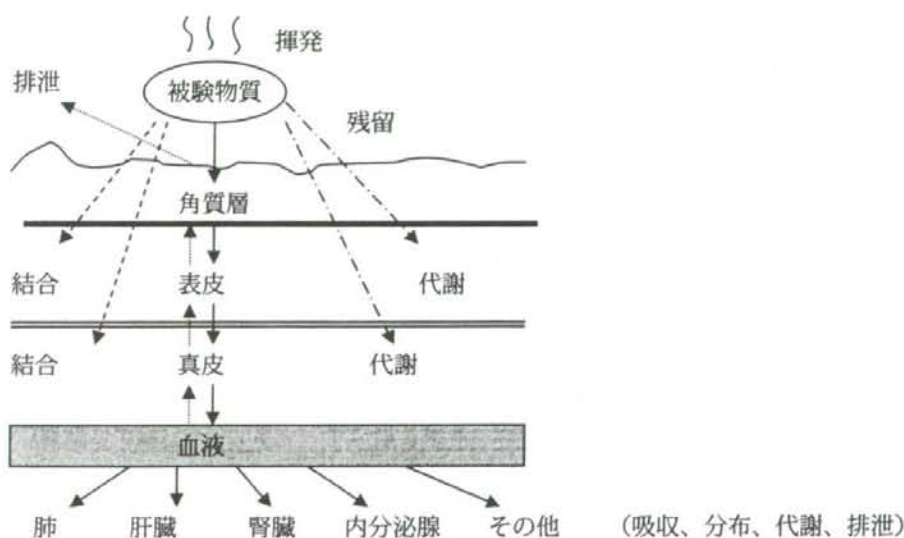 揮発
排泄
被験物質
残留
角質層
結合 表皮 代謝
結合 真皮 代謝
血液
肺 肝臓 腎臓 内分泌腺 その他 (吸収、分布、代謝、排泄)